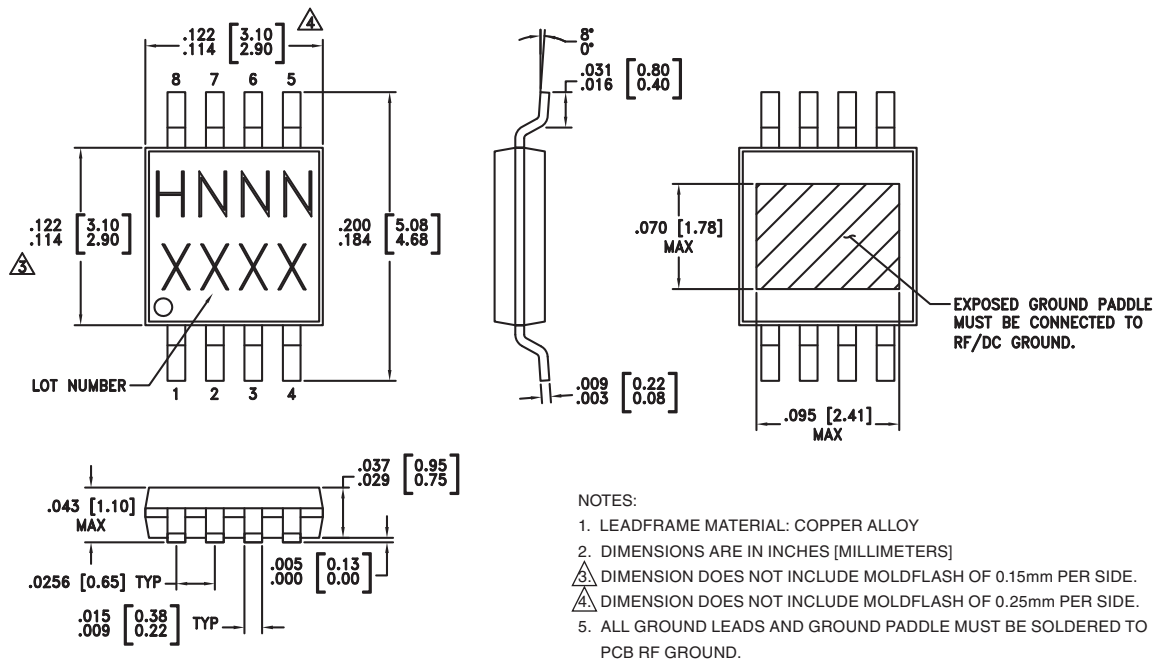 .122 [3.10]
.114 [2.90]
4
8 7 6 5
HNNN
XXXX
.122 [3.10]
.114 [2.90]
3
.200 [5.08]
.184 [4.68]
LOT NUMBER
1 2 3 4
8°
0°
.031 [0.80]
.016 [0.40]
.009 [0.22]
.003 [0.08]
.070 [1.78]
MAX
EXPOSED GROUND PADDLE
MUST BE CONNECTED TO
RF/DC GROUND.
.095 [2.41]
MAX
.037 [0.95]
.029 [0.75]
.043 [1.10]
MAX
.005 [0.13]
.000 [0.00]
.0256 [0.65] TYP
.015 [0.38]
.009 [0.22]
TYP
NOTES:
1. LEADFRAME MATERIAL: COPPER ALLOY
2. DIMENSIONS ARE IN INCHES [MILLIMETERS]
3. DIMENSION DOES NOT INCLUDE MOLDFLASH OF 0.15mm PER SIDE.
4. DIMENSION DOES NOT INCLUDE MOLDFLASH OF 0.25mm PER SIDE.
5. ALL GROUND LEADS AND GROUND PADDLE MUST BE SOLDERED TO
PCB RF GROUND.